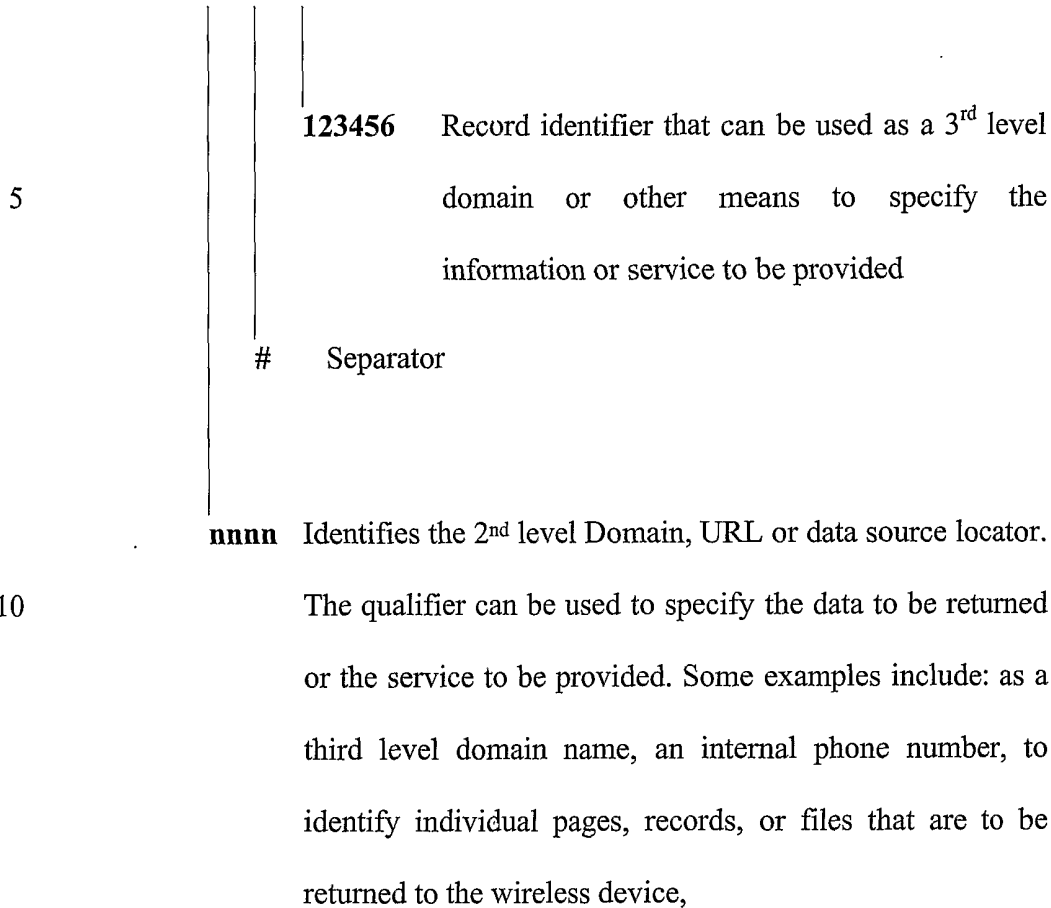 123456 Record identifier that can be used as a 3rd level
5 domain or other means to specify the
information or service to be provided
# Separator
nnnn Identifies the 2nd level Domain, URL or data source locator.
10 The qualifier can be used to specify the data to be returned
or the service to be provided. Some examples include: as a
third level domain name, an internal phone number, to
identify individual pages, records, or files that are to be
returned to the wireless device,